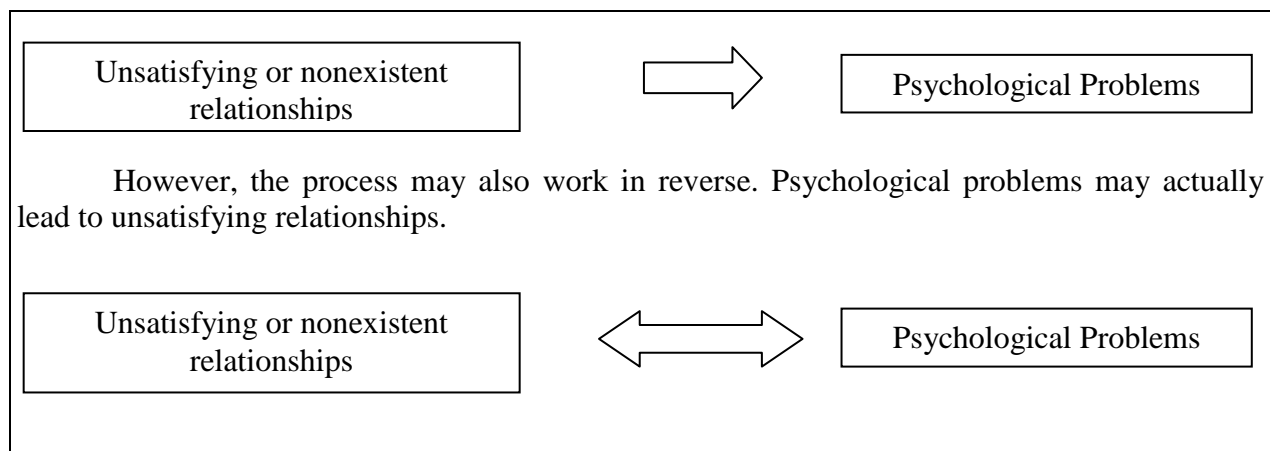 Unsatisfying or nonexistent
relationships
Psychological Problems
However, the process may also work in reverse. Psychological problems may actually
lead to unsatisfying relationships.
Unsatisfying or nonexistent
relationships
Psychological Problems